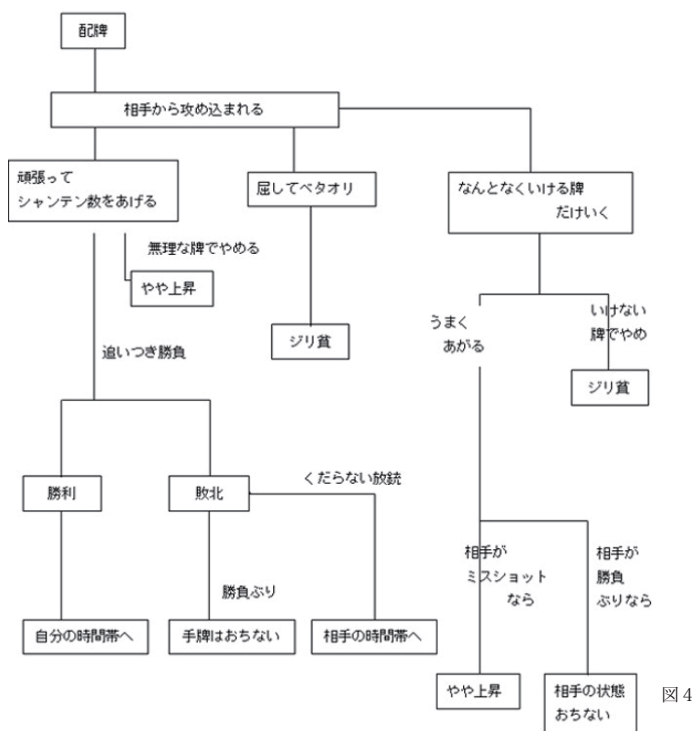 配牌
相手から攻め込まれる
頑張って
シャンテン数をあげる
屈してベタオリ
なんとなくいける牌
だけいく
無理な牌でやめる
やや上昇
追いつき勝負
ジリ貧
うまく
あがる
いけない
牌でやめ
ジリ貧
勝利
敗北
くだらない放銃
勝負ぶり
自分の時間帯へ
手牌はおちない
相手の時間帯へ
相手が
ミスショット
なら
相手が
勝負
ぶりなら
やや上昇
相手の状態
おちない
図4